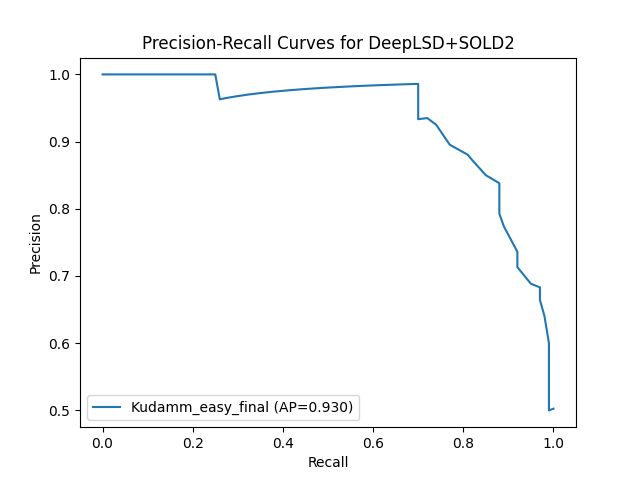 Precision-Recall Curves for DeepLSD+SOLD2
1.0
0.9
0.8
0.7
0.6
0.5
Precision
Kudamm_easy_final (AP=0.930)
0.0 0.2 0.4 0.6 0.8 1.0
Recall